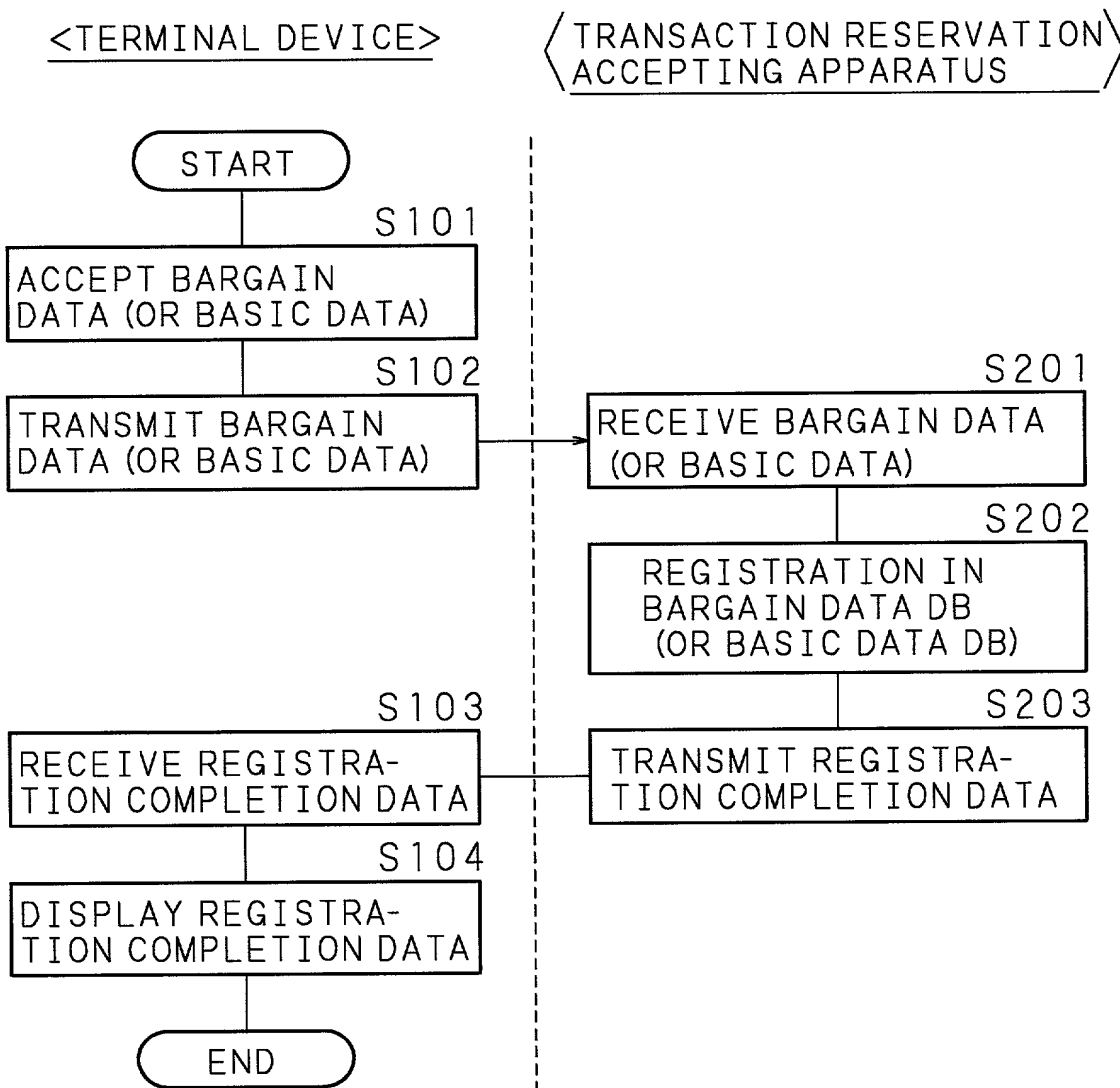 <TERMINAL DEVICE>
<TRANSACTION RESERVATION
ACCEPTING APPARATUS>
START
S101
ACCEPT BARGAIN
DATA (OR BASIC DATA)
S102
TRANSMIT BARGAIN
DATA (OR BASIC DATA)
S201
RECEIVE BARGAIN DATA
(OR BASIC DATA)
S202
REGISTRATION IN
BARGAIN DATA DB
(OR BASIC DATA DB)
S203
TRANSMIT REGISTRA-
TION COMPLETION DATA
S103
RECEIVE REGISTRA-
TION COMPLETION DATA
S104
DISPLAY REGISTRA-
TION COMPLETION DATA
END